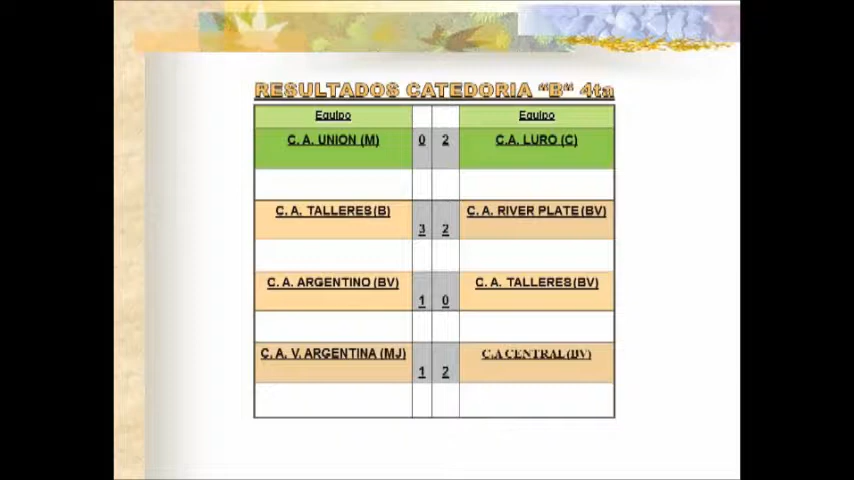 RESULTADOS CATEDORIA “B“ 4ta
Equipo Equipo
C. A. UNION (M) 0 2 C.A. LURO (C)
C. A. TALLERES (B) 3 2 C. A. RIVER PLATE (BV)
C. A. ARGENTINO (BV) 1 0 C. A. TALLERES (BV)
C. A. V. ARGENTINA (MJ) 1 2 C.A CENTRAL (BV)